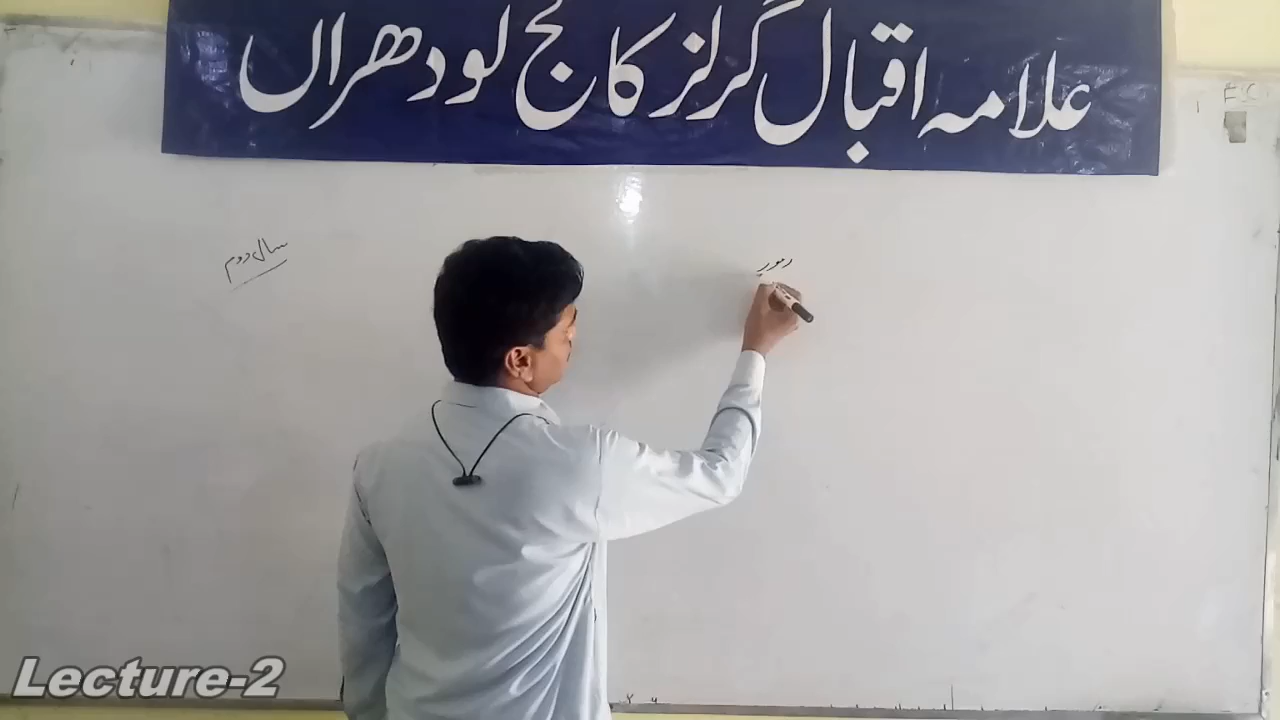 علامہ اقبال گرلز کالج لودھراں
سال دوم
Lecture-2